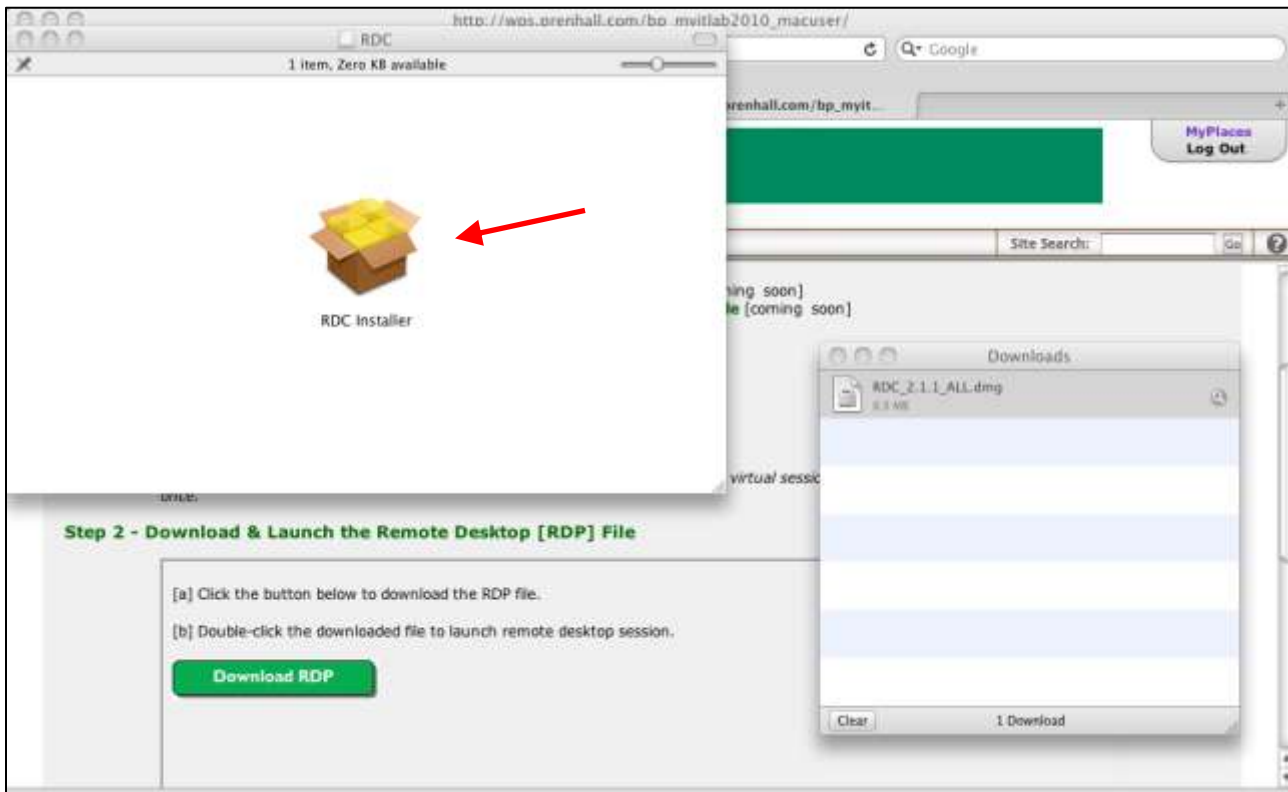 http://wps.prenhall.com/bp_myitlab2010_macuser/
RDC
1 item, Zero KB available
Google
prenhall.com/bp_myit...
MyPlaces
Log Out
Site Search:
Go
?
RDC Installer
ing soon]
le [coming soon]
Downloads
RDC_2.1.1_ALL.dmg
virtual sessio
once.
Step 2 - Download & Launch the Remote Desktop [RDP] File
[a] Click the button below to download the RDP file.
[b] Double-click the downloaded file to launch remote desktop session.
Download RDP
Clear
1 Download